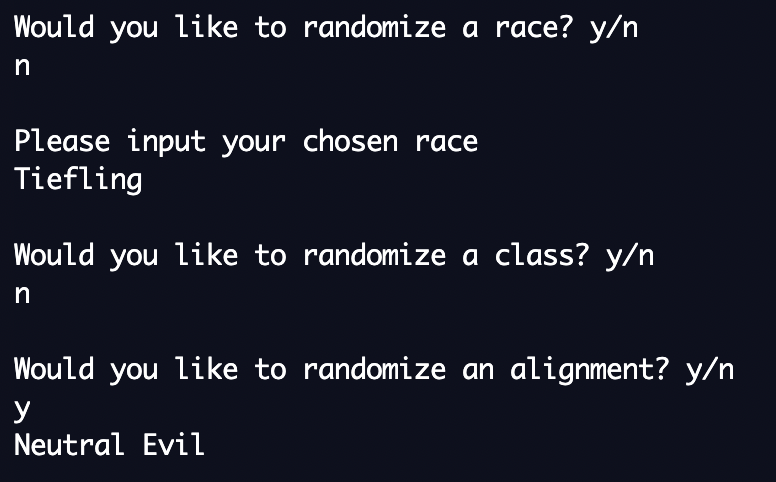 Would you like to randomize a race? y/n
n
Please input your chosen race
Tiefling
Would you like to randomize a class? y/n
n
Would you like to randomize an alignment? y/n
y
Neutral Evil